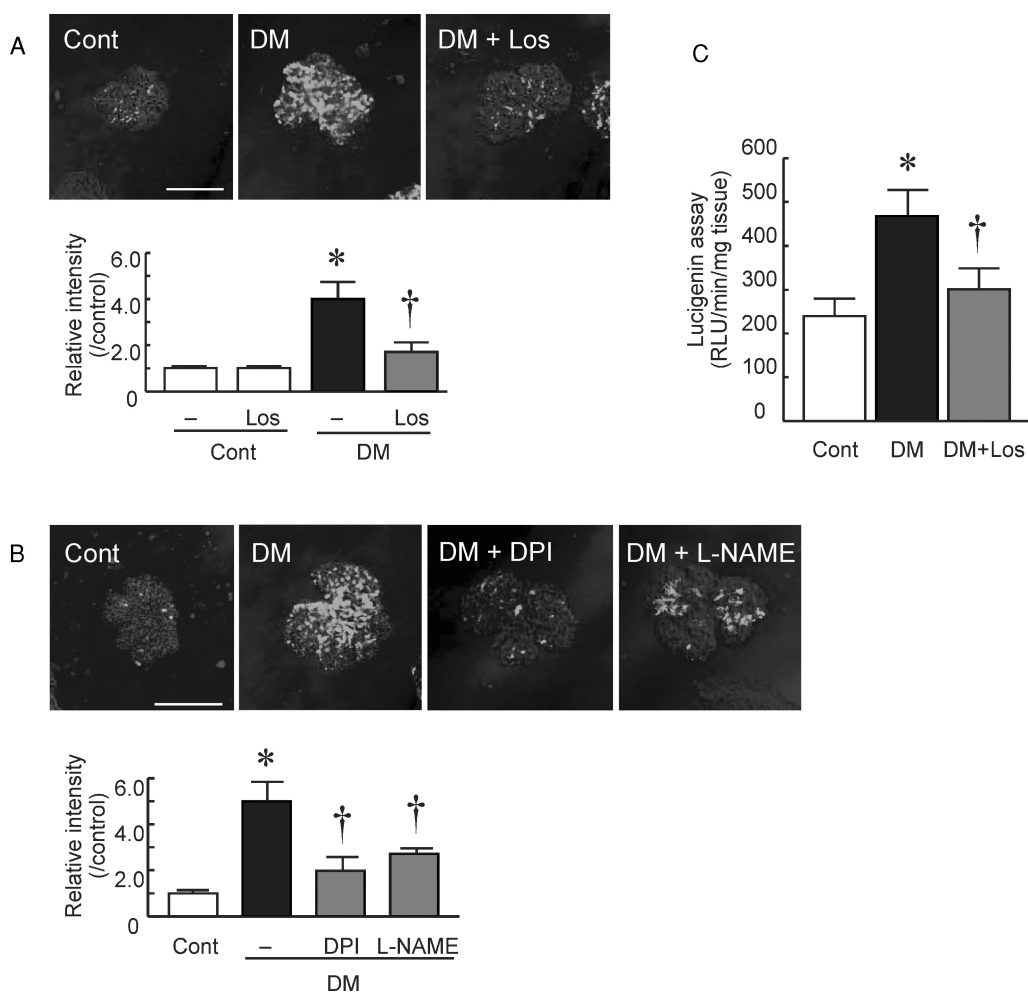 A
Cont
DM
DM + Los
Relative intensity
(/control)
6.0
4.0
2.0
0
*
†
–
Los
–
Los
Cont
DM
C
Lucigenin assay
(RLU/min/mg tissue)
600
500
400
300
200
100
0
*
†
Cont
DM
DM+Los
B
Cont
DM
DM + DPI
DM + L-NAME
Relative intensity
(/control)
6.0
4.0
2.0
0
*
†
†
Cont
–
DPI
L-NAME
DM